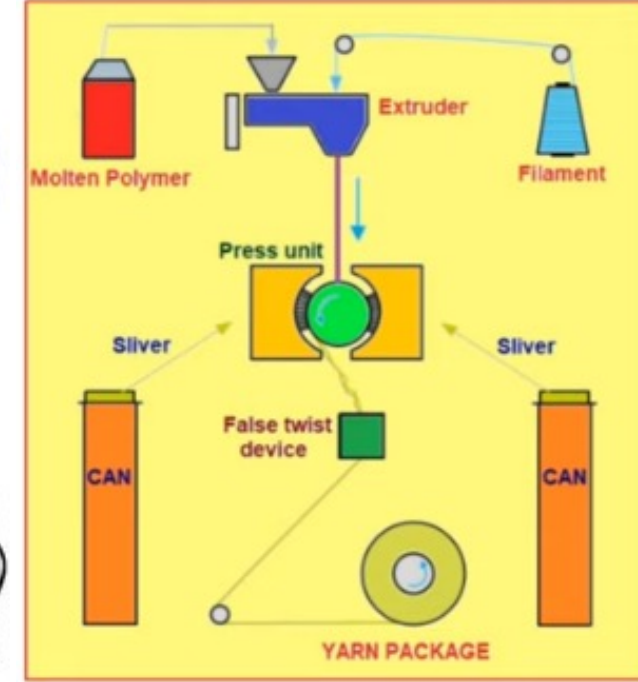 Extruder
Molten Polymer
Filament
Press unit
Sliver
Sliver
False twist
device
CAN
CAN
YARN PACKAGE